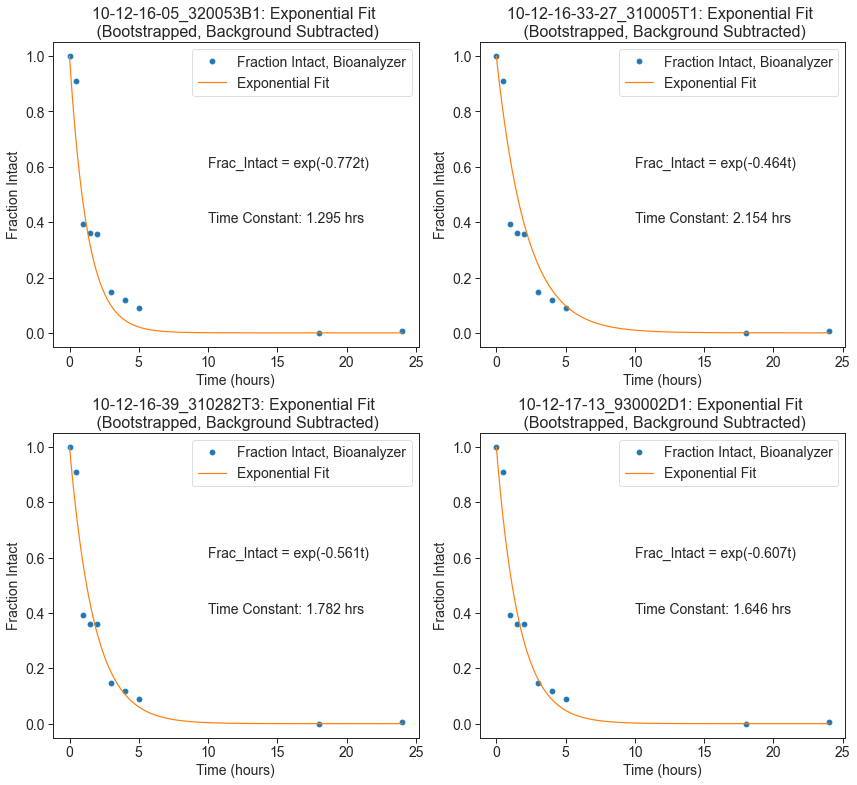 10-12-16-05_320053B1: Exponential Fit
(Bootstrapped, Background Subtracted)
1.0
0.8
0.6
0.4
0.2
0.0
Fraction Intact
Fraction Intact, Bioanalyzer
Exponential Fit
Frac_Intact = exp(-0.772t)
Time Constant: 1.295 hrs
0
5
10
15
20
25
Time (hours)
10-12-16-33-27_310005T1: Exponential Fit
(Bootstrapped, Background Subtracted)
1.0
0.8
0.6
0.4
0.2
0.0
Fraction Intact
Fraction Intact, Bioanalyzer
Exponential Fit
Frac_Intact = exp(-0.464t)
Time Constant: 2.154 hrs
0
5
10
15
20
25
Time (hours)
10-12-16-39_310282T3: Exponential Fit
(Bootstrapped, Background Subtracted)
1.0
0.8
0.6
0.4
0.2
0.0
Fraction Intact
Fraction Intact, Bioanalyzer
Exponential Fit
Frac_Intact = exp(-0.561t)
Time Constant: 1.782 hrs
0
5
10
15
20
25
Time (hours)
10-12-17-13_930002D1: Exponential Fit
(Bootstrapped, Background Subtracted)
1.0
0.8
0.6
0.4
0.2
0.0
Fraction Intact
Fraction Intact, Bioanalyzer
Exponential Fit
Frac_Intact = exp(-0.607t)
Time Constant: 1.646 hrs
0
5
10
15
20
25
Time (hours)